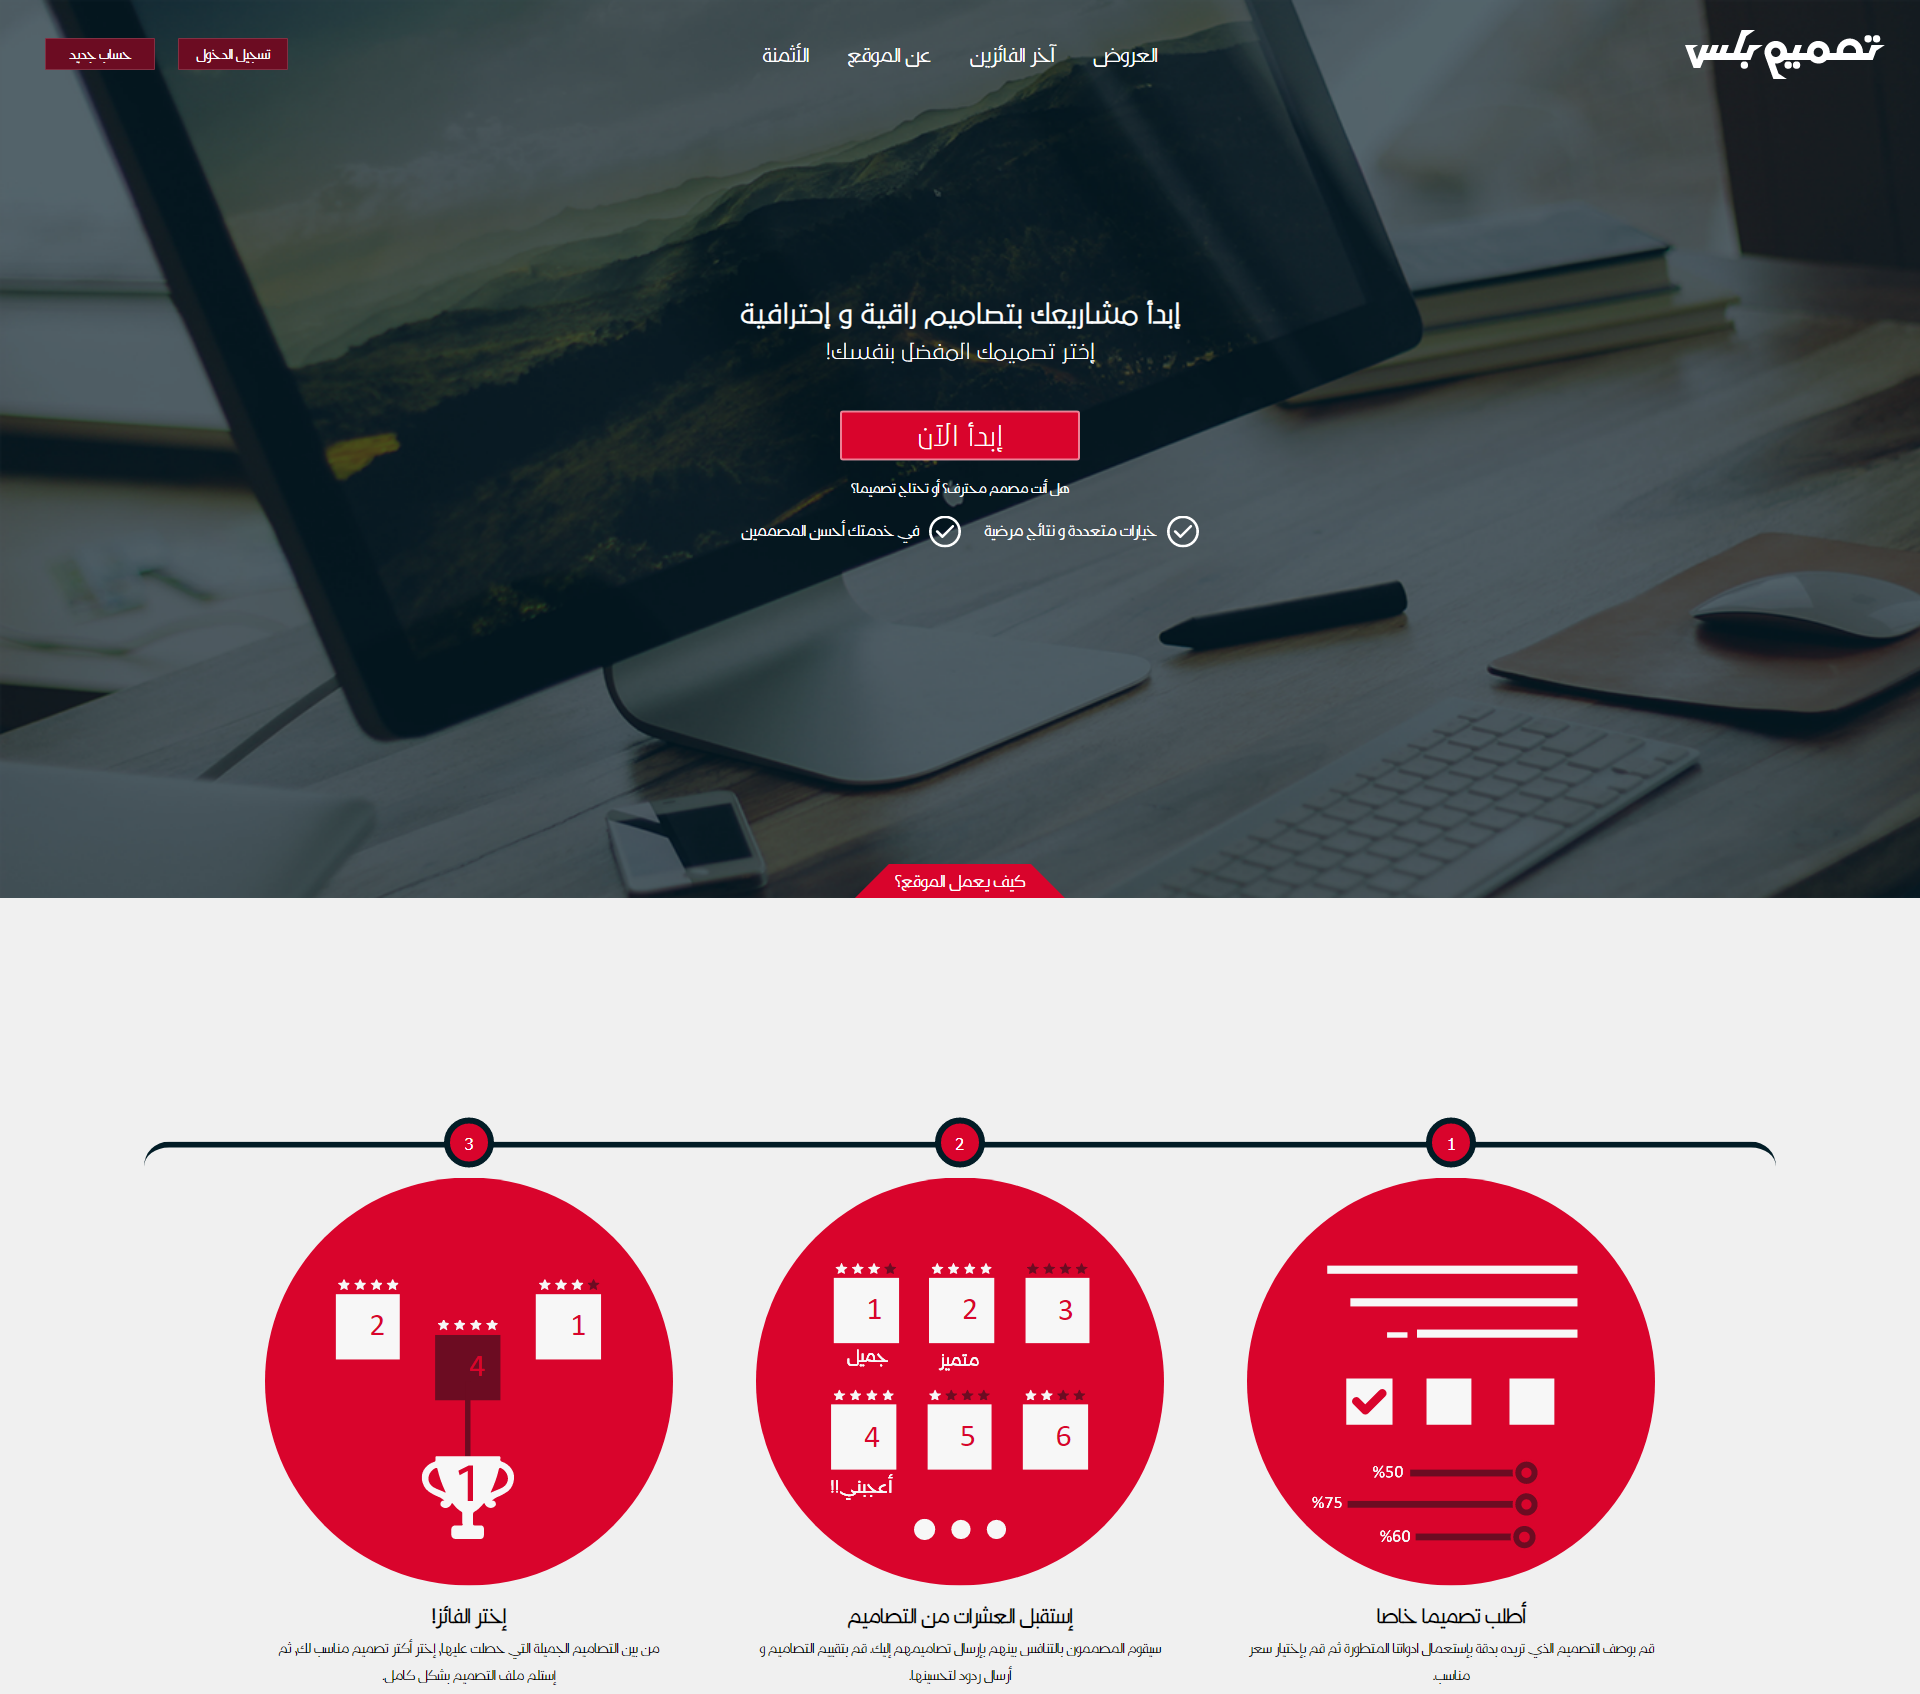 تصميم بلس
العروض
آخر الفائزين
عن الموقع
الأثمنة
تسجيل الدخول
حساب جديد
إبدأ مشاريعك بتصاميم راقية و إحترافية
إختر تصميمك المفضل بنفسك!
إبدأ الآن
هل أنت مصمم محترف؟ أو تحتاج تصميما؟
خيارات متعددة و نتائج مرضية
في خدمتك أحسن المصممين
كيف يعمل الموقع؟
1
%50
%75
%60
أطلب تصميما خاصا
قم بوصف التصميم الذي تريده بدقة بإستعمال ادواتنا المتطورة ثم قم بإختيار سعر
مناسب.
2
1 2 3
جميل متميز
4 5 6
أعجبني!!
إستقبل العشرات من التصاميم
سيقوم المصممون بالتنافس بينهم بإرسال تصاميمهم إليك. قم بتقييم التصاميم و
أرسال ردود لتحسينها.
3
2 1
4
1
إختر الفائز!
من بين التصاميم الجميلة التي حصلت عليها, إختر أكثر تصميم مناسب لك, ثم
إستلم ملف التصميم بشكل كامل.